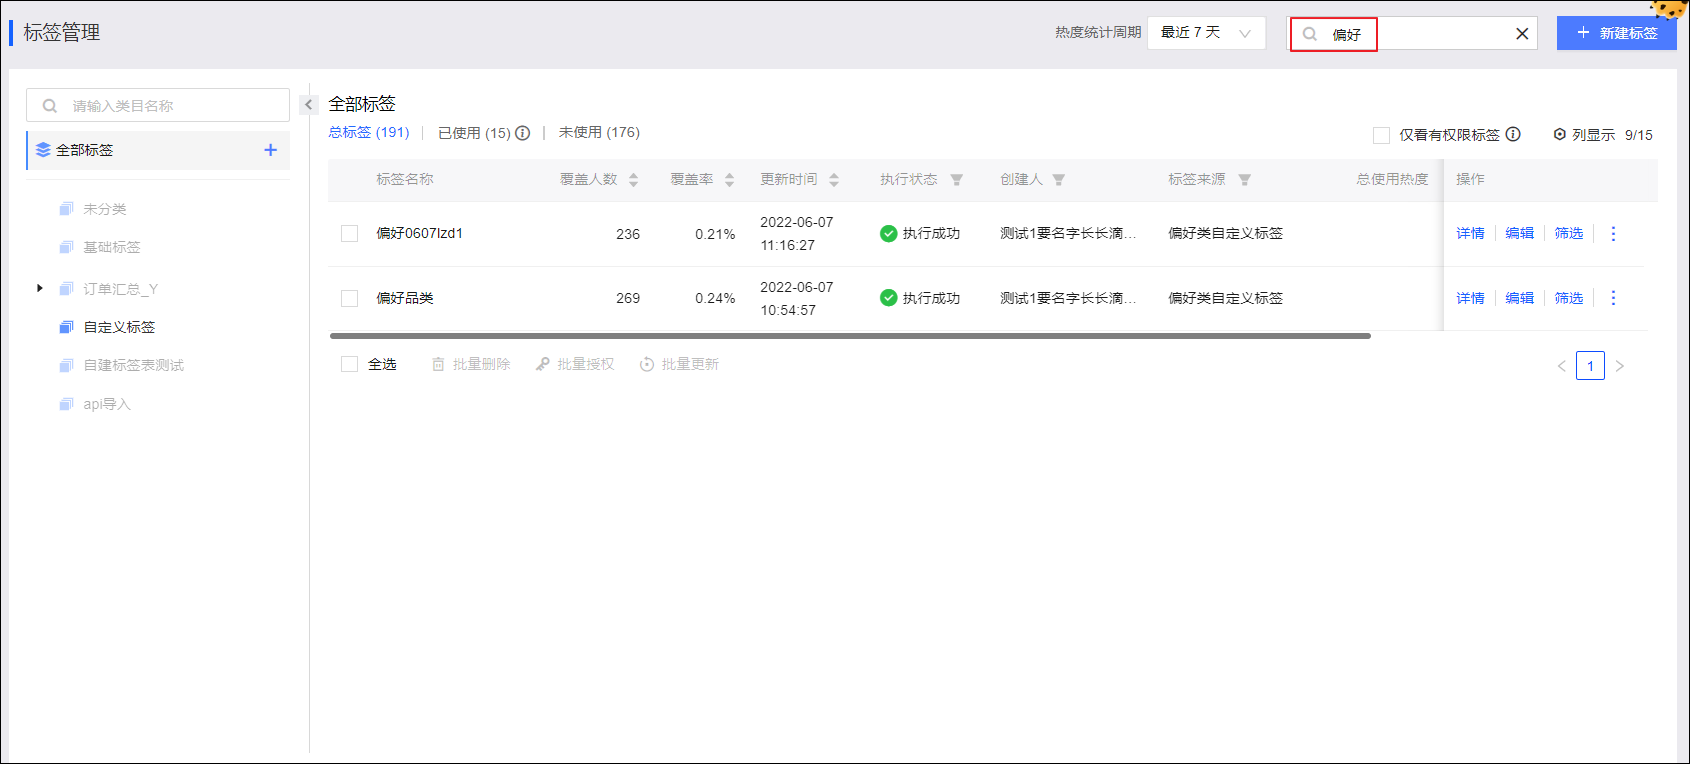 标签管理
热度统计周期 最近 7 天 偏好 新建标签
请输入类目名称
全部标签
未分类
基础标签
订单汇总_Y
自定义标签
自建标签表测试
api导入
全部标签
总标签 (191) 已使用 (15) 未使用 (176)
仅看有权限标签 列显示 9/15
标签名称 覆盖人数 覆盖率 更新时间 执行状态 创建人 标签来源 总使用热度 操作
偏好0607lzd1 236 0.21% 2022-06-07 11:16:27 执行成功 测试1要名字长长滴... 偏好类自定义标签 详情 编辑 筛选
偏好品类 269 0.24% 2022-06-07 10:54:57 执行成功 测试1要名字长长滴... 偏好类自定义标签 详情 编辑 筛选
全选 批量删除 批量授权 批量更新
1